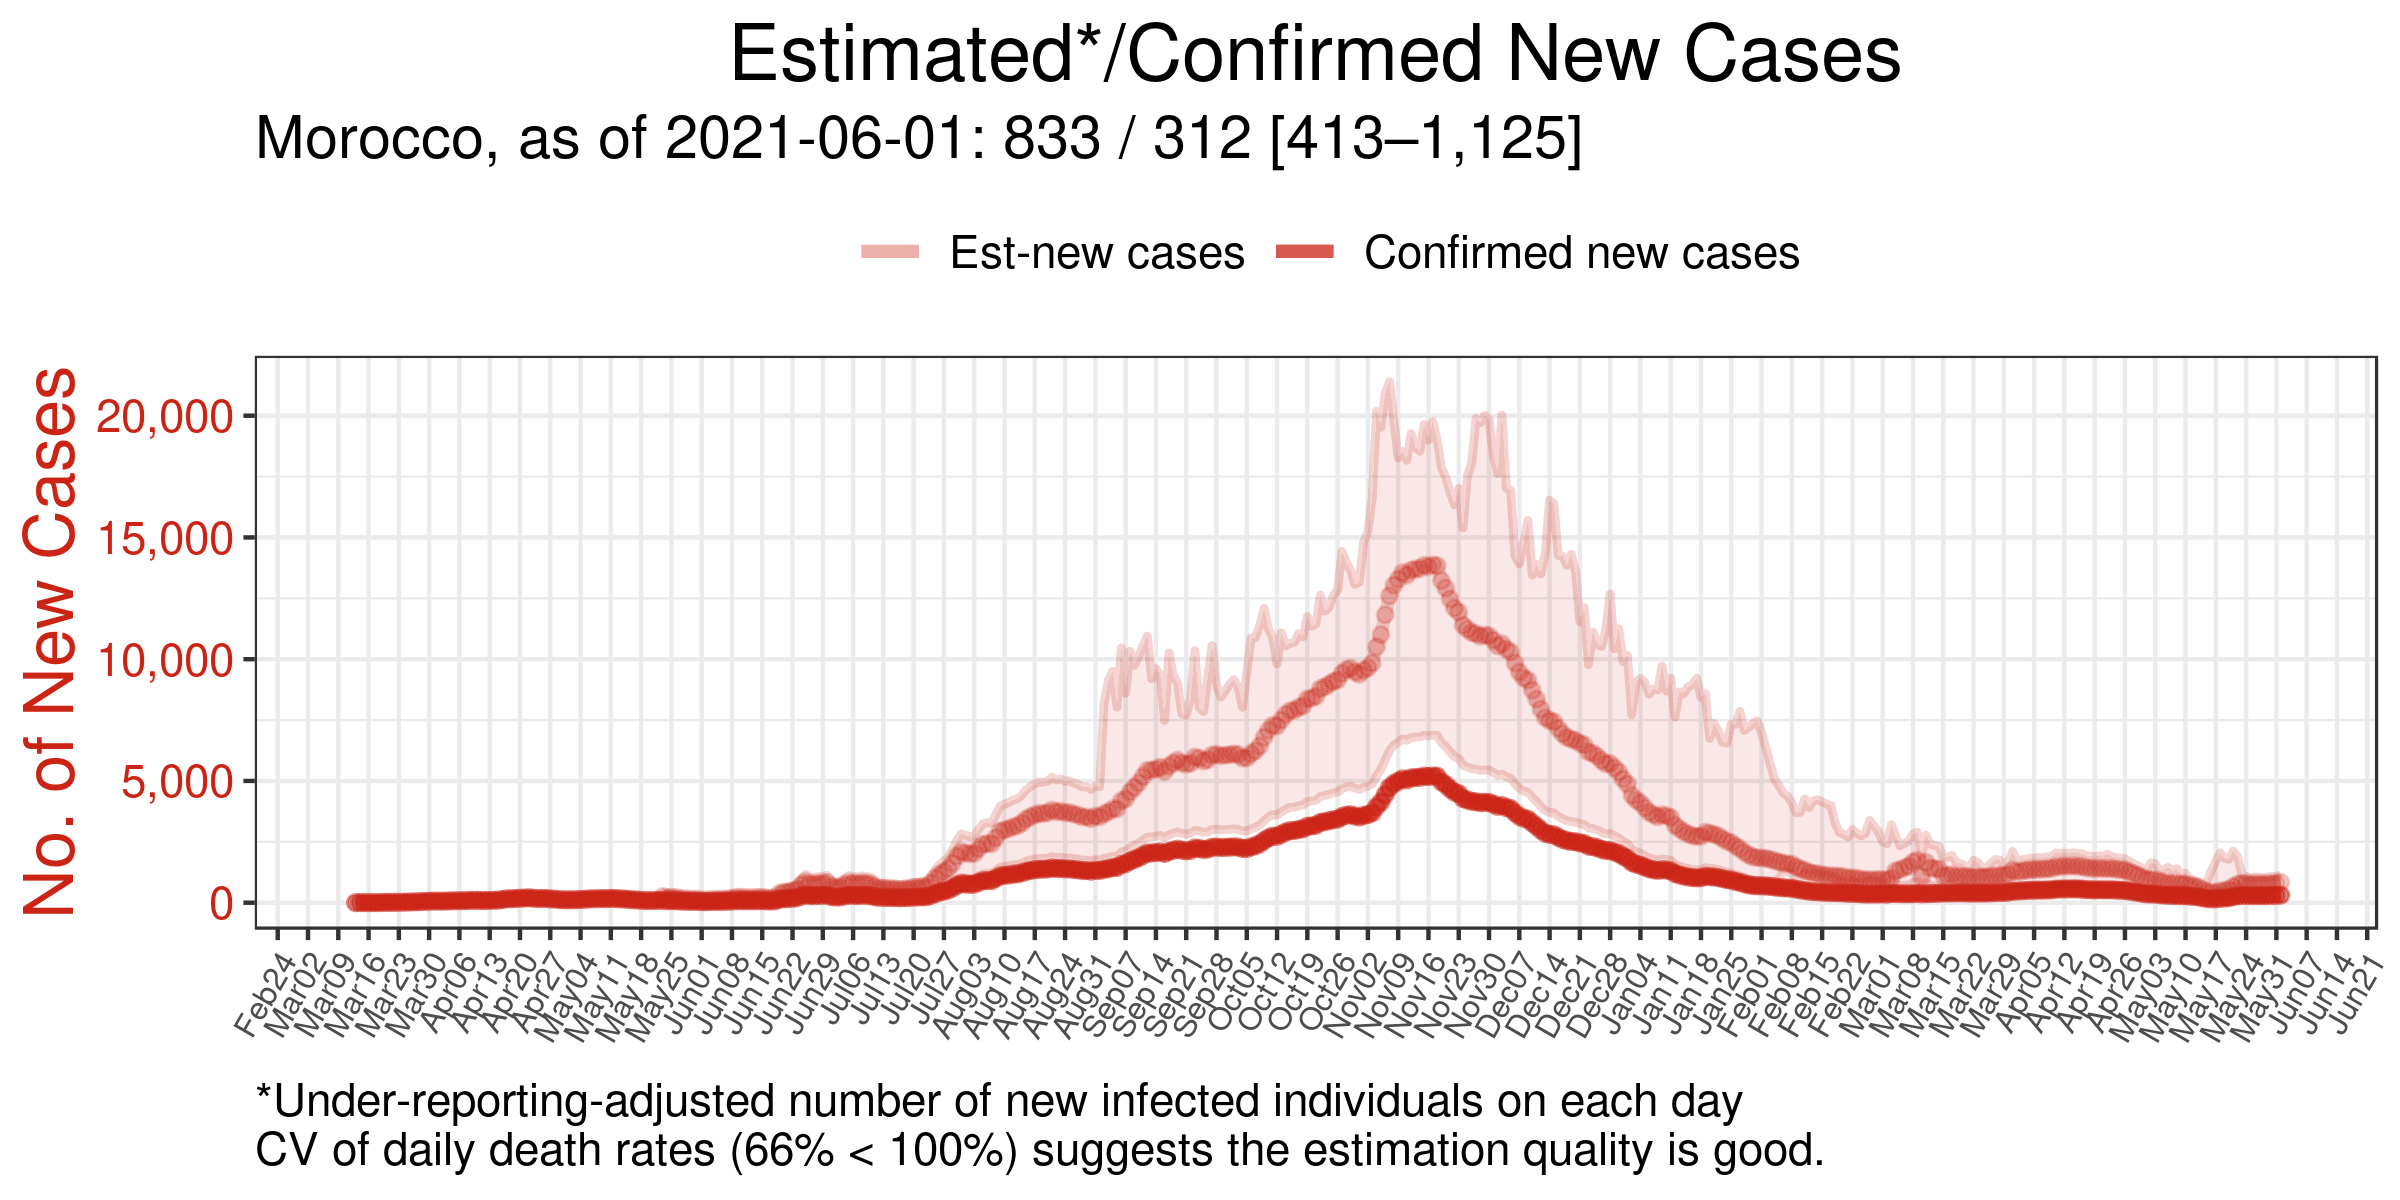 Estimated*/Confirmed New Cases
Morocco, as of 2021-06-01: 833 / 312 [413–1,125]
Est-new cases
Confirmed new cases
No. of New Cases
20,000
15,000
10,000
5,000
0
Feb24
Mar02
Mar09
Mar16
Mar23
Mar30
Apr06
Apr13
Apr20
Apr27
May04
May11
May18
May25
Jun01
Jun08
Jun15
Jun22
Jun29
Jul06
Jul13
Jul20
Jul27
Aug03
Aug10
Aug17
Aug24
Aug31
Sep07
Sep14
Sep21
Sep28
Oct05
Oct12
Oct19
Oct26
Nov02
Nov09
Nov16
Nov23
Nov30
Dec07
Dec14
Dec21
Dec28
Jan04
Jan11
Jan18
Jan25
Feb01
Feb08
Feb15
Feb22
Mar01
Mar08
Mar15
Mar22
Mar29
Apr05
Apr12
Apr19
Apr26
May03
May10
May17
May24
May31
Jun07
Jun14
Jun21
*Under-reporting-adjusted number of new infected individuals on each day
CV of daily death rates (66% < 100%) suggests the estimation quality is good.